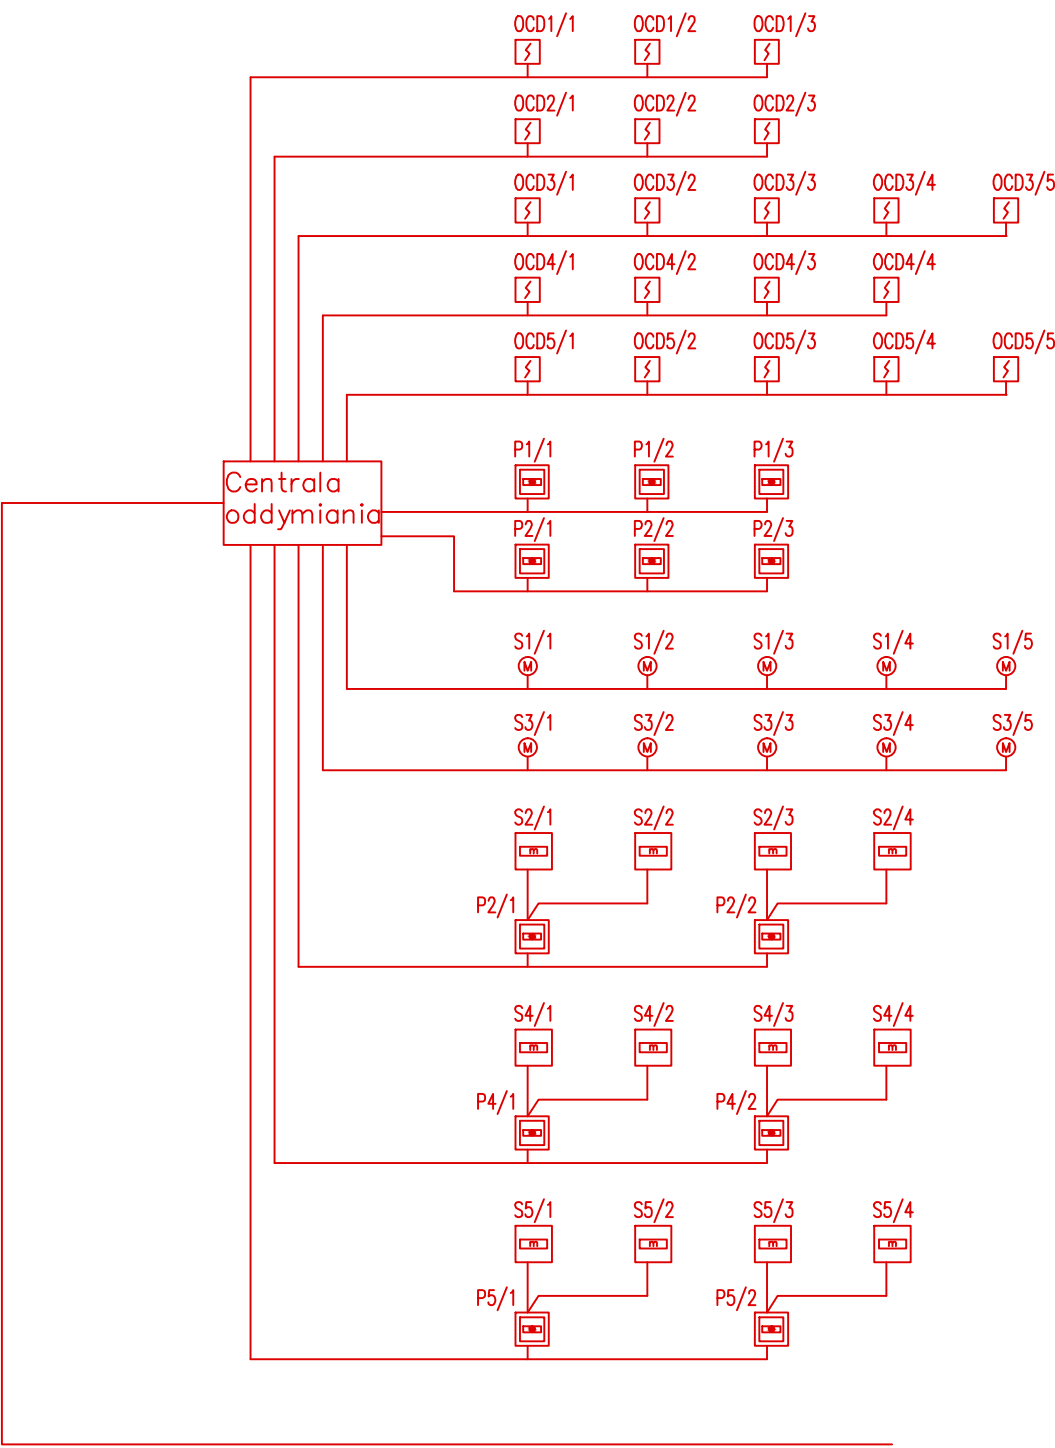 OCD1/1 OCD1/2 OCD1/3
OCD2/1 OCD2/2 OCD2/3
OCD3/1 OCD3/2 OCD3/3 OCD3/4 OCD3/5
OCD4/1 OCD4/2 OCD4/3 OCD4/4
OCD5/1 OCD5/2 OCD5/3 OCD5/4 OCD5/5
P1/1 P1/2 P1/3
Centrala
oddymiania
P2/1 P2/2 P2/3
S1/1 S1/2 S1/3 S1/4 S1/5
M M M M M
S3/1 S3/2 S3/3 S3/4 S3/5
M M M M M
S2/1 S2/2 S2/3 S2/4
m m m m
P2/1 P2/2
S4/1 S4/2 S4/3 S4/4
m m m m
P4/1 P4/2
S5/1 S5/2 S5/3 S5/4
m m m m
P5/1 P5/2